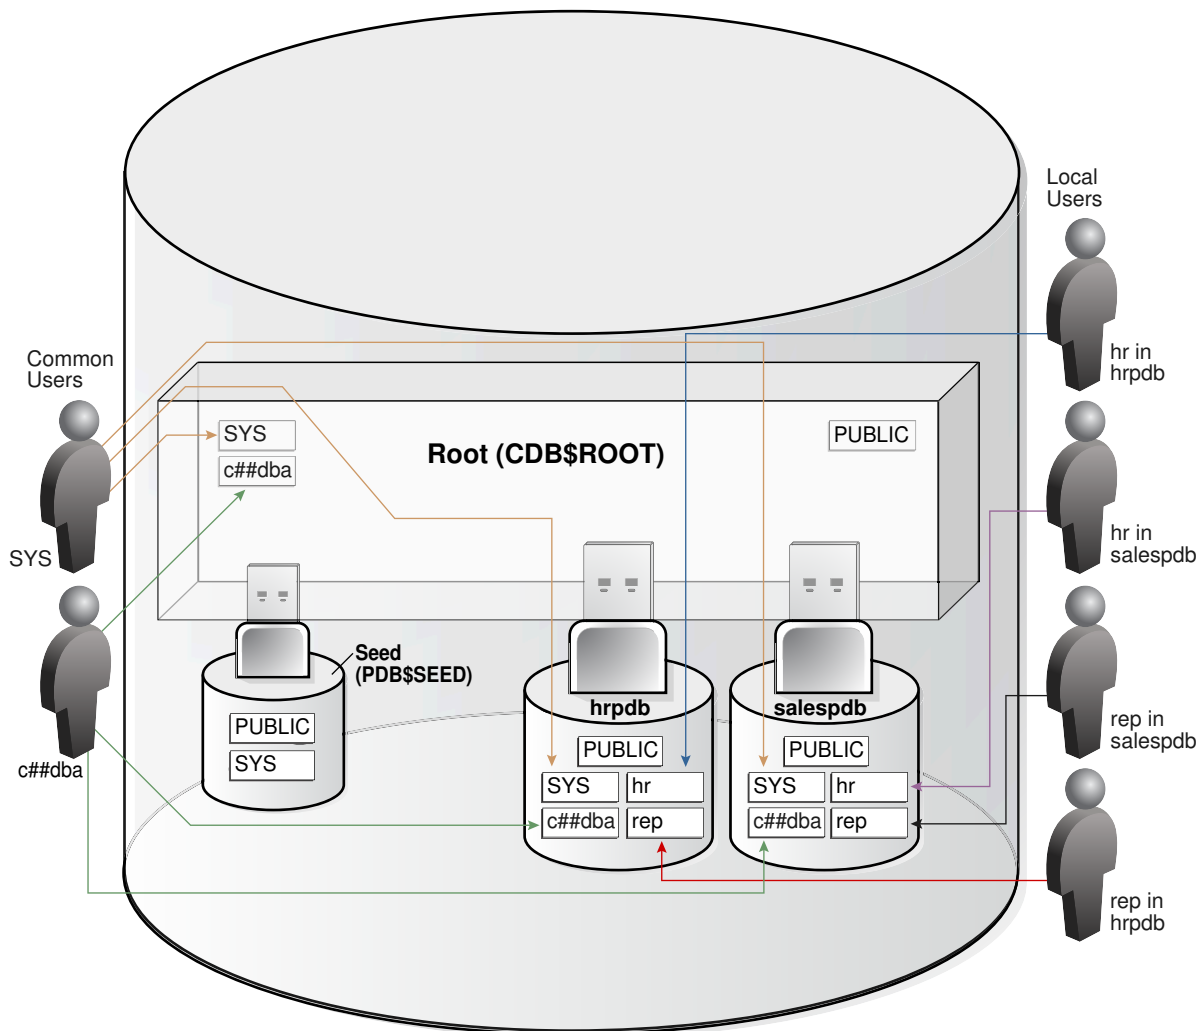 Local
Users
hr in
hrpdb
Common
Users
SYS
PUBLIC
Root (CDB$ROOT)
c##dba
SYS
hr in
salespdb
Seed
(PDB$SEED)
hrpdb
salespdb
PUBLIC
SYS
PUBLIC
SYS
hr
c##dba
rep
PUBLIC
SYS
hr
c##dba
rep
c##dba
rep in
salespdb
rep in
hrpdb